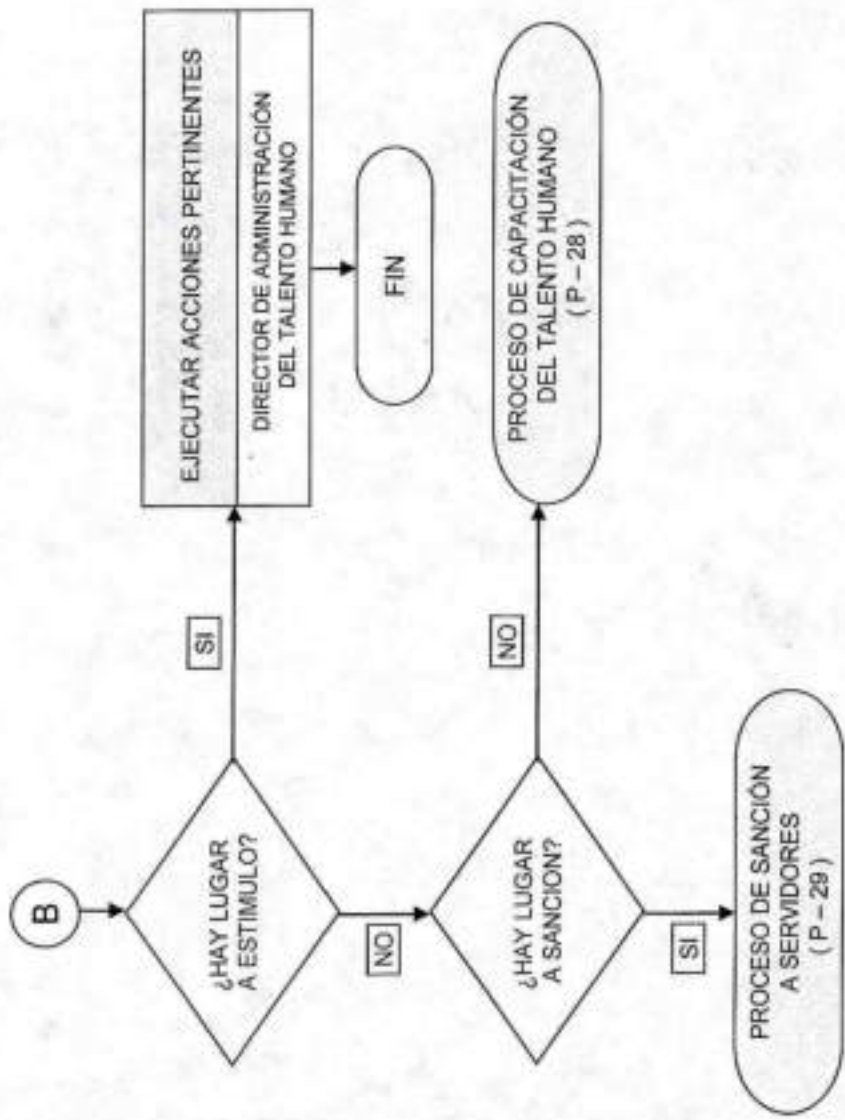 B
¿HAY LUGAR
A ESTIMULO?
SI
EJECUTAR ACCIONES PERTINENTES
DIRECTOR DE ADMINISTRACIÓN
DEL TALENTO HUMANO
FIN
NO
¿HAY LUGAR
A SANCION?
NO
PROCESO DE CAPACITACIÓN
DEL TALENTO HUMANO
( P – 28 )
SI
PROCESO DE SANCIÓN
A SERVIDORES
( P – 29 )